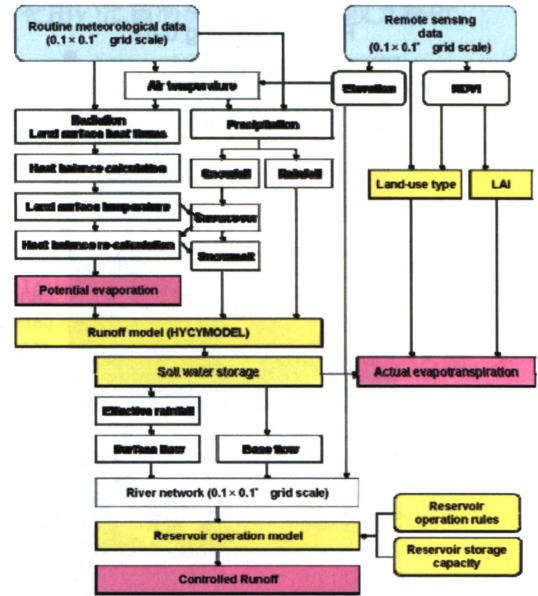 Routine meteorological data
(0.1 × 0.1° grid scale)
Remote sensing
data
(0.1 × 0.1° grid scale)
Air temperature
Elevation
NDVI
Radiation
Land surface heat fluxes
Precipitation
Heat balance calculation
Snowfall
Rainfall
Land-use type
LAI
Land surface temperature
Snowcover
Heat balance re-calculation
Snowmelt
Potential evaporation
Runoff model (HYCYMODEL)
Soil water storage
Actual evapotranspiration
Effective rainfall
Surface flow
Base flow
River network (0.1 × 0.1° grid scale)
Reservoir
operation rules
Reservoir operation model
Reservoir storage
capacity
Controlled Runoff